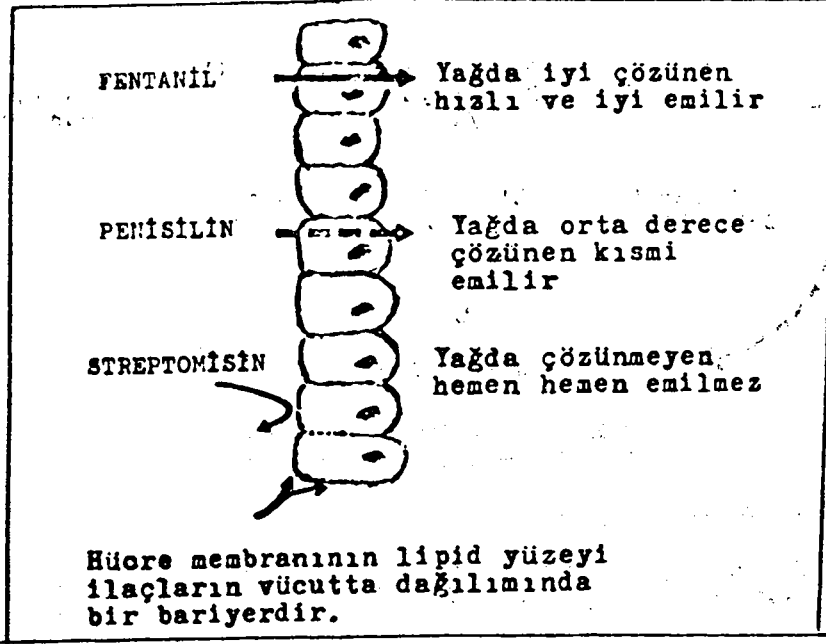 FENTANİL
Yağda iyi çözünen
hızlı ve iyi emilir
PENİSİLİN
Yağda orta derece
çözünen kısmi
emilir
STREPTOMİSİN
Yağda çözünmeyen
hemen hemen emilmez
Hücre membranının lipid yüzeyi
ilaçların vücutta dağılımında
bir bariyerdir.